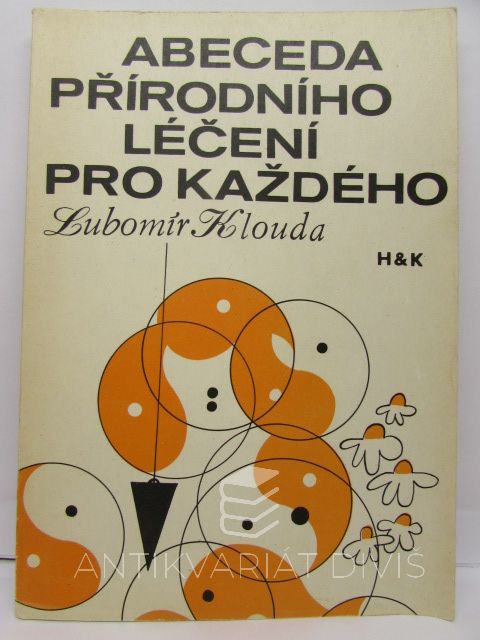 ABECEDA
PŘÍRODNÍHO
LÉČENÍ
PRO KAŽDÉHO
Lubomír Klouda
H&K
ANTIKVARIÁT DIVIŠ